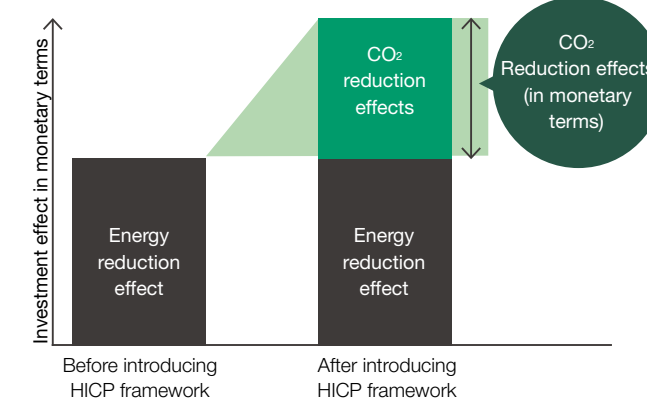 Investment effect in monetary terms
CO₂
reduction
effects
CO₂
Reduction effects
(in monetary
terms)
Energy
reduction
effect
Energy
reduction
effect
Before introducing
HICP framework
After introducing
HICP framework